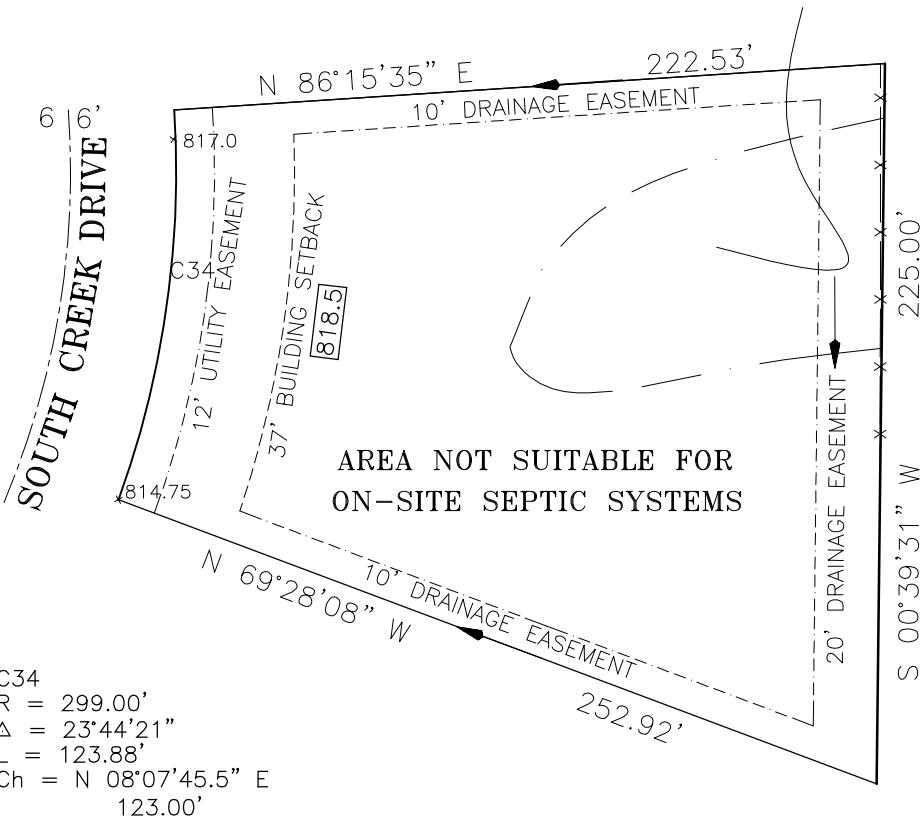 N 86°15'35" E
222.53'
10' DRAINAGE EASEMENT
6 6'
817.0
SOUTH CREEK DRIVE
C34
12' UTILITY EASEMENT
37' BUILDING SETBACK
818.5
225.00'
S 00°39'31" W
20' DRAINAGE EASEMENT
AREA NOT SUITABLE FOR
ON-SITE SEPTIC SYSTEMS
814.75
N 69°28'08" W
10' DRAINAGE EASEMENT
252.92'
C34
R = 299.00'
Δ = 23°44'21"
L = 123.88'
Ch = N 08°07'45.5" E
123.00'